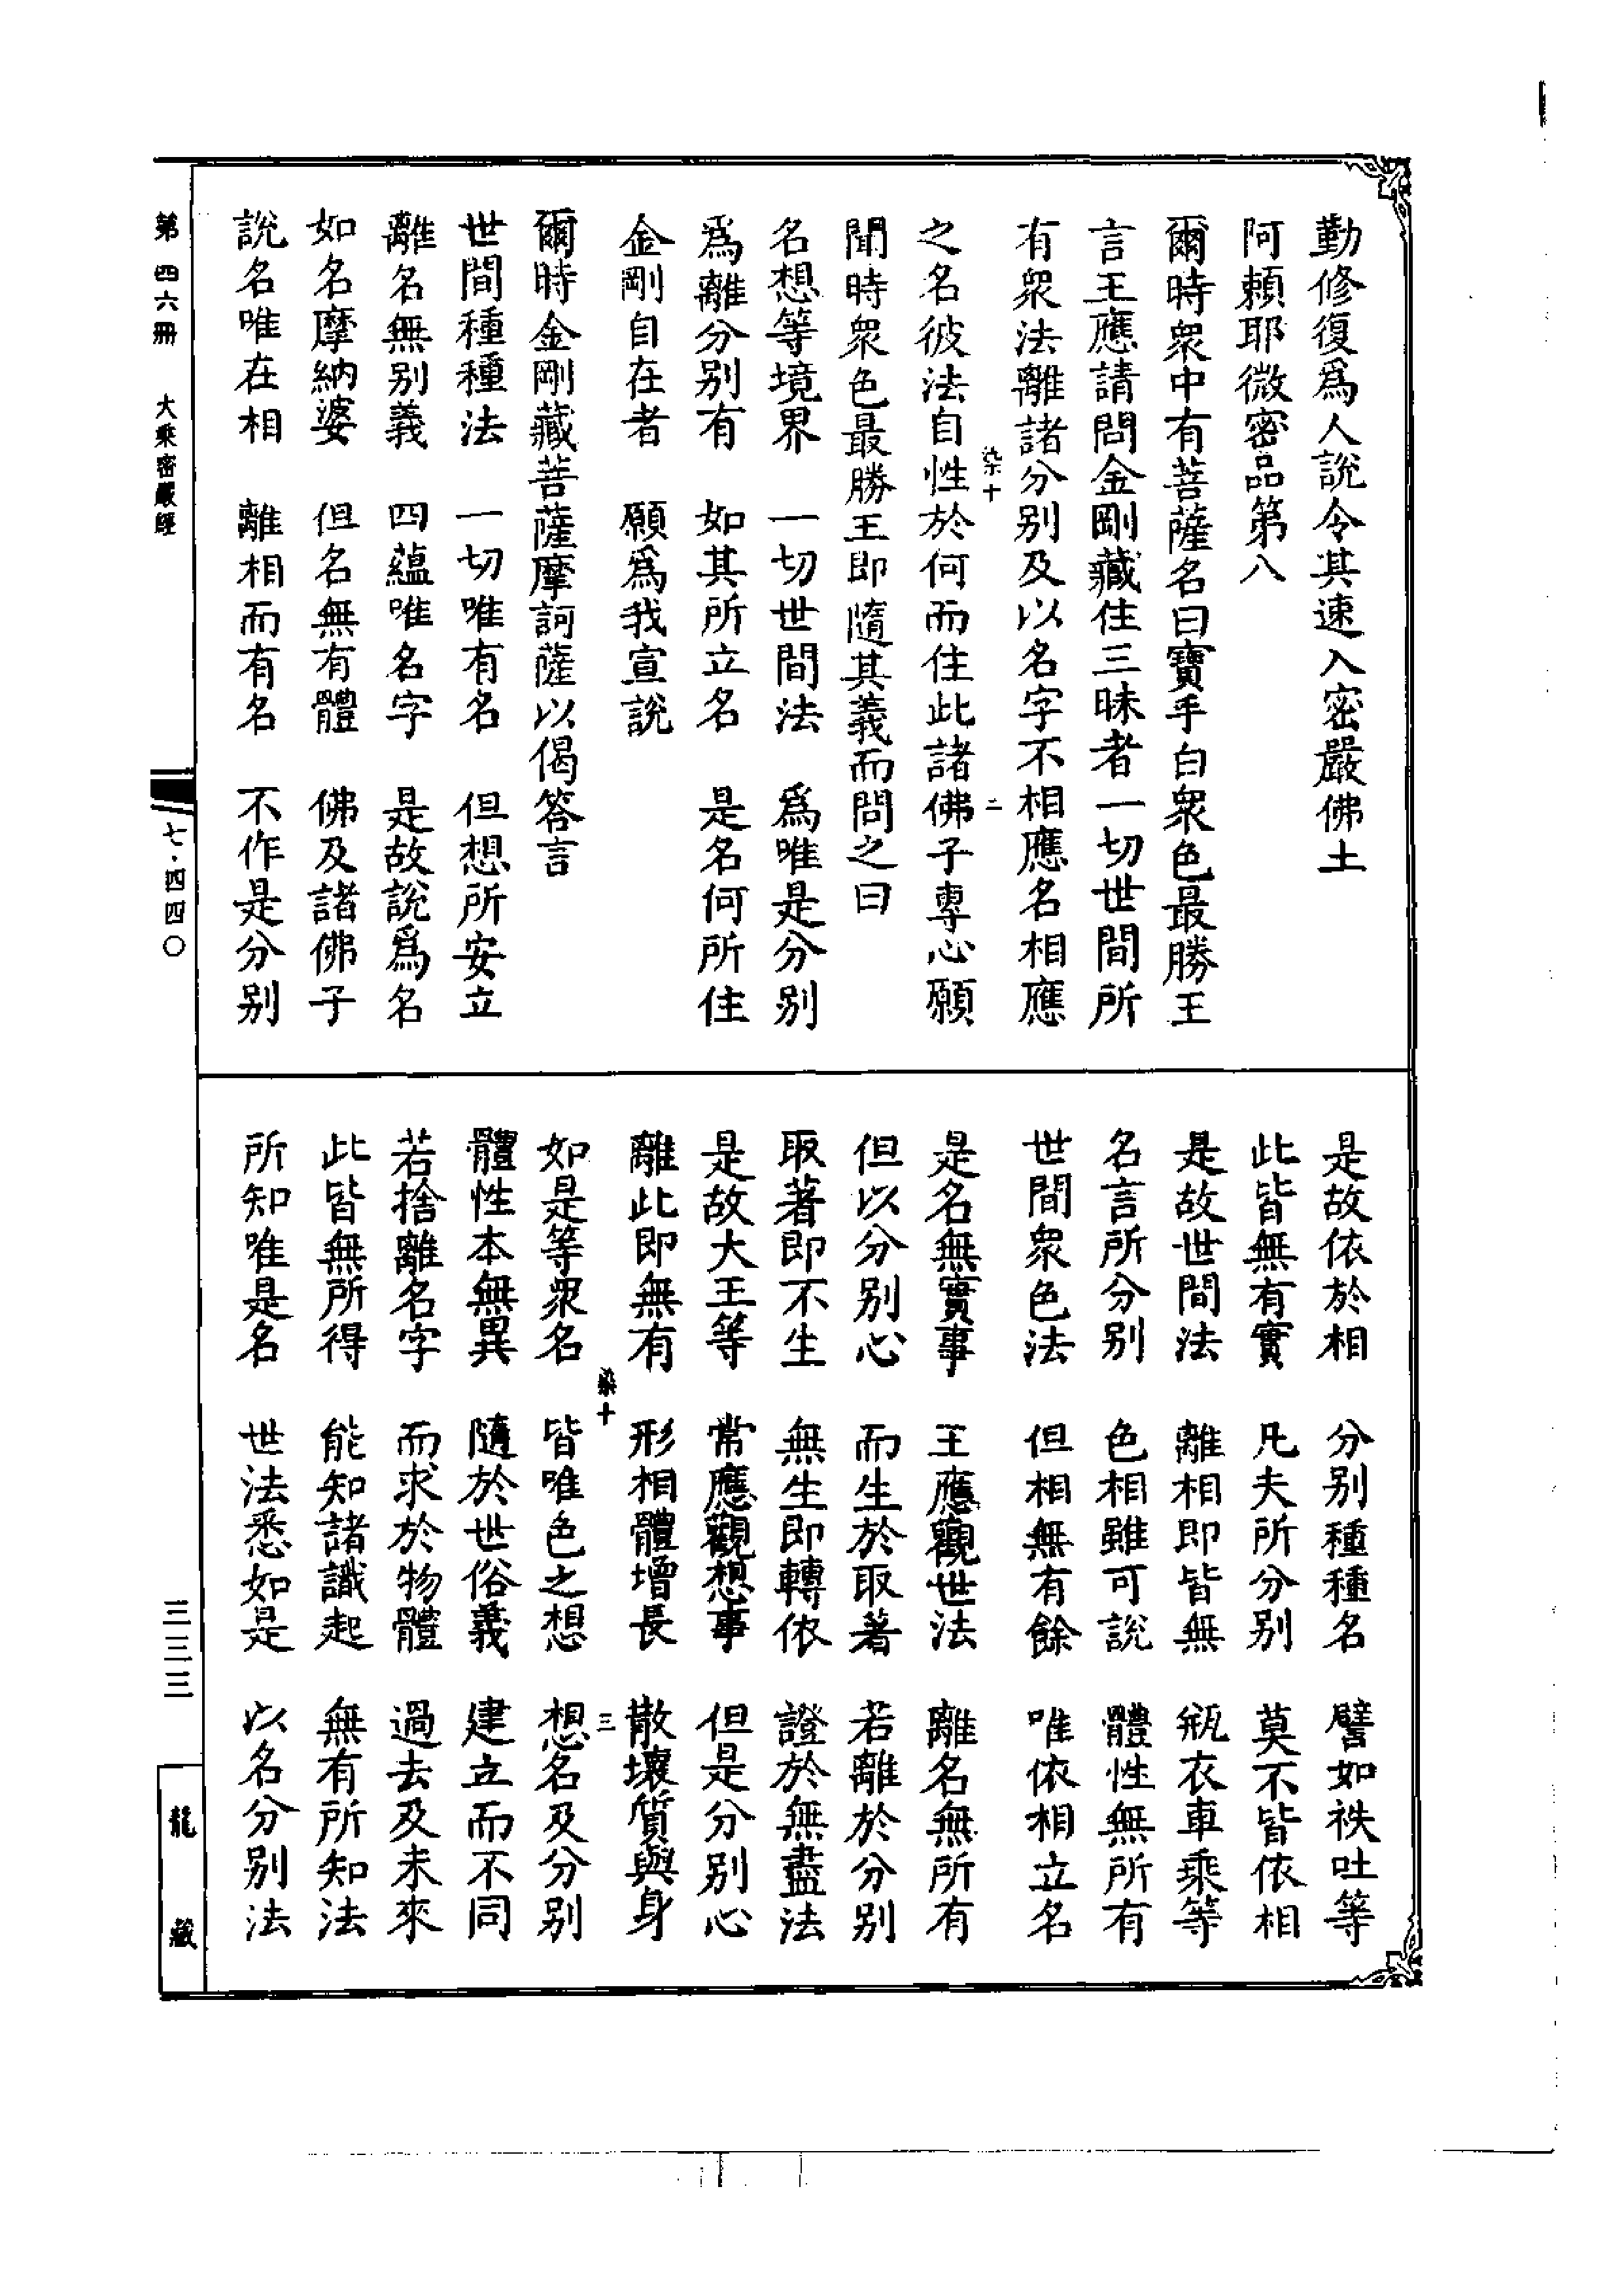 勤修復爲人說令其速入密嚴佛土
阿賴耶微密品第八
爾時衆中有菩薩名曰寶手白衆色最勝王
言王應請問金剛藏住三昧者一切世間所
有衆法離諸分別及以名字不相應名相應
染十
二
之名彼法自性於何而住此諸佛子專心願
聞時衆色最勝王即隨其義而問之曰
名想等境界 一切世間法 爲唯是分別
爲離分別有 如其所立名 是名何所住
金剛自在者 願爲我宣說
爾時金剛藏菩薩摩訶薩以偈答言
世間種種法 一切唯有名 但想所安立
離名無別義 四蘊唯名字 是故說爲名
如名摩納婆 但名無有體 佛及諸佛子
說名唯在相 離相而有名 不作是分別
是故依於相 分別種種名 譬如袟吐等
此皆無有實 凡夫所分別 莫不皆依相
是故世間法 離相即皆無 瓶衣車乘等
名言所分別 色相雖可說 體性無所有
世間衆色法 但相無有餘 唯依相立名
是名無實事 王應觀世法 離名無所有
但以分別心 而生於取著 若離於分別
取著即不生 無生即轉依 證於無盡法
是故大王等 常應觀想事 但是分別心
離此即無有 形相體增長 散壞質與身
染十
三
如是等衆名 皆唯色之想 想名及分別
體性本無異 隨於世俗義 建立而不同
若捨離名字 而求於物體 過去及未來
此皆無所得 能知諸識起 無有所知法
所知唯是名 世法悉如是 以名分別法
第四六冊 大乘密嚴經
七·四四〇
三三三
龍藏